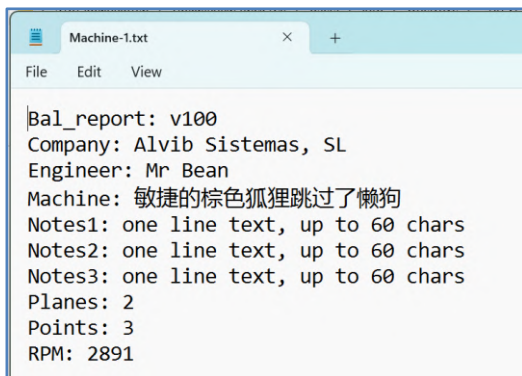 Machine-1.txt
File Edit View
Bal_report: v100
Company: Alvib Sistemas, SL
Engineer: Mr Bean
Machine: 敏捷的棕色狐狸跳过了懒狗
Notes1: one line text, up to 60 chars
Notes2: one line text, up to 60 chars
Notes3: one line text, up to 60 chars
Planes: 2
Points: 3
RPM: 2891